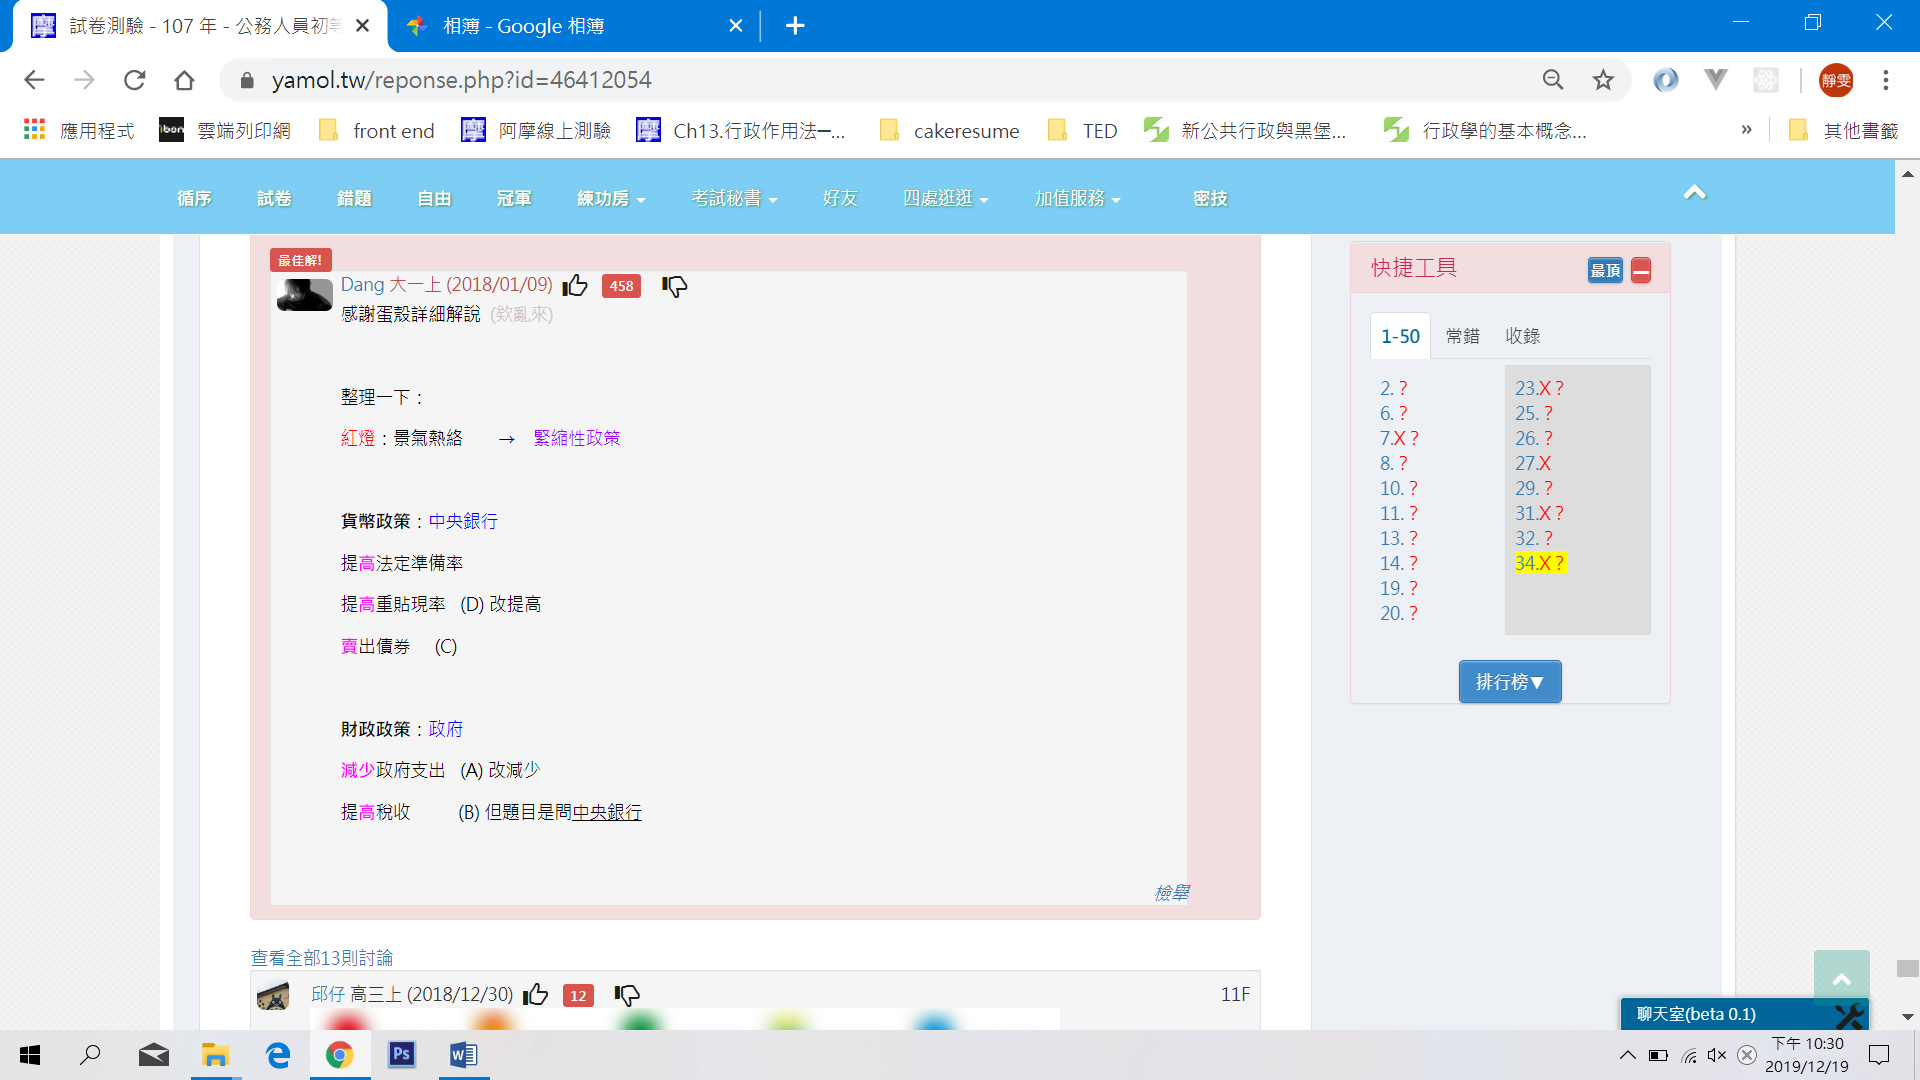 試卷測驗 - 107 年 - 公務人員初等
相簿 - Google 相簿
yamol.tw/reponse.php?id=46412054
靜雯
應用程式
ibon
雲端列印網
front end
摩
阿摩線上測驗
摩
Ch13.行政作用法─...
cakeresume
TED
新公共行政與黑堡...
行政學的基本概念...
»
其他書籤
循序
試卷
錯題
自由
冠軍
練功房
考試秘書
好友
四處逛逛
加值服務
密技
最佳解!
Dang 大一上 (2018/01/09) 458
感謝蛋殼詳細解說 (欸亂來)
整理一下：
紅燈：景氣熱絡 → 緊縮性政策
貨幣政策：中央銀行
提高法定準備率
提高重貼現率 (D) 改提高
賣出債券 (C)
財政政策：政府
減少政府支出 (A) 改減少
提高稅收 (B) 但題目是問中央銀行
檢舉
查看全部13則討論
邱仔 高三上 (2018/12/30) 12
11F
快捷工具
最頂
1-50
常錯
收錄
2. ?
6. ?
7.X ?
8. ?
10. ?
11. ?
13. ?
14. ?
19. ?
20. ?
23.X ?
25. ?
26. ?
27.X
29. ?
31.X ?
32. ?
34.X ?
排行榜▼
聊天室(beta 0.1)
Ps
下午 10:30
2019/12/19